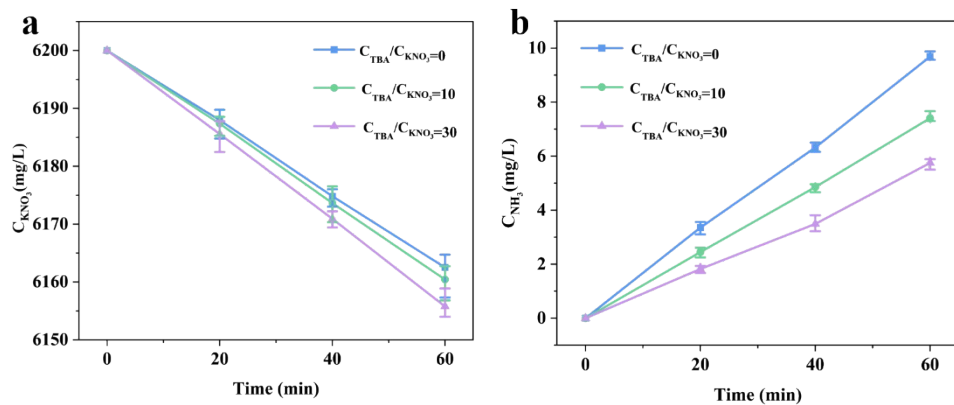 a
C_KNO₃(mg/L)
6200
6190
6180
6170
6160
6150
0 20 40 60
Time (min)
C_TBA/C_KNO₃=0
C_TBA/C_KNO₃=10
C_TBA/C_KNO₃=30
b
C_NH₃(mg/L)
10
8
6
4
2
0
0 20 40 60
Time (min)
C_TBA/C_KNO₃=0
C_TBA/C_KNO₃=10
C_TBA/C_KNO₃=30